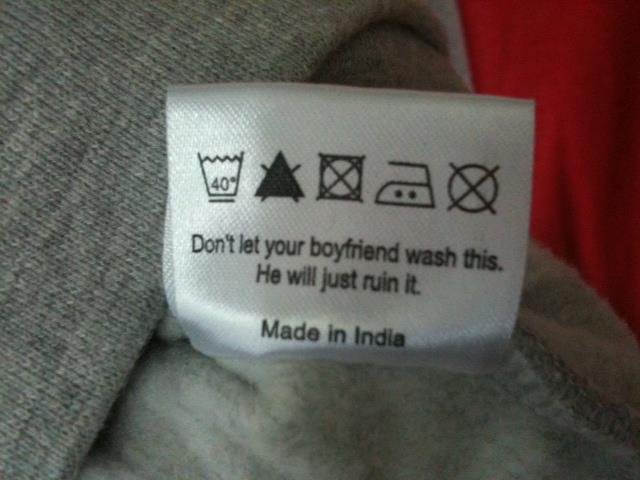 40°
Don't let your boyfriend wash this.
He will just ruin it.
Made in India